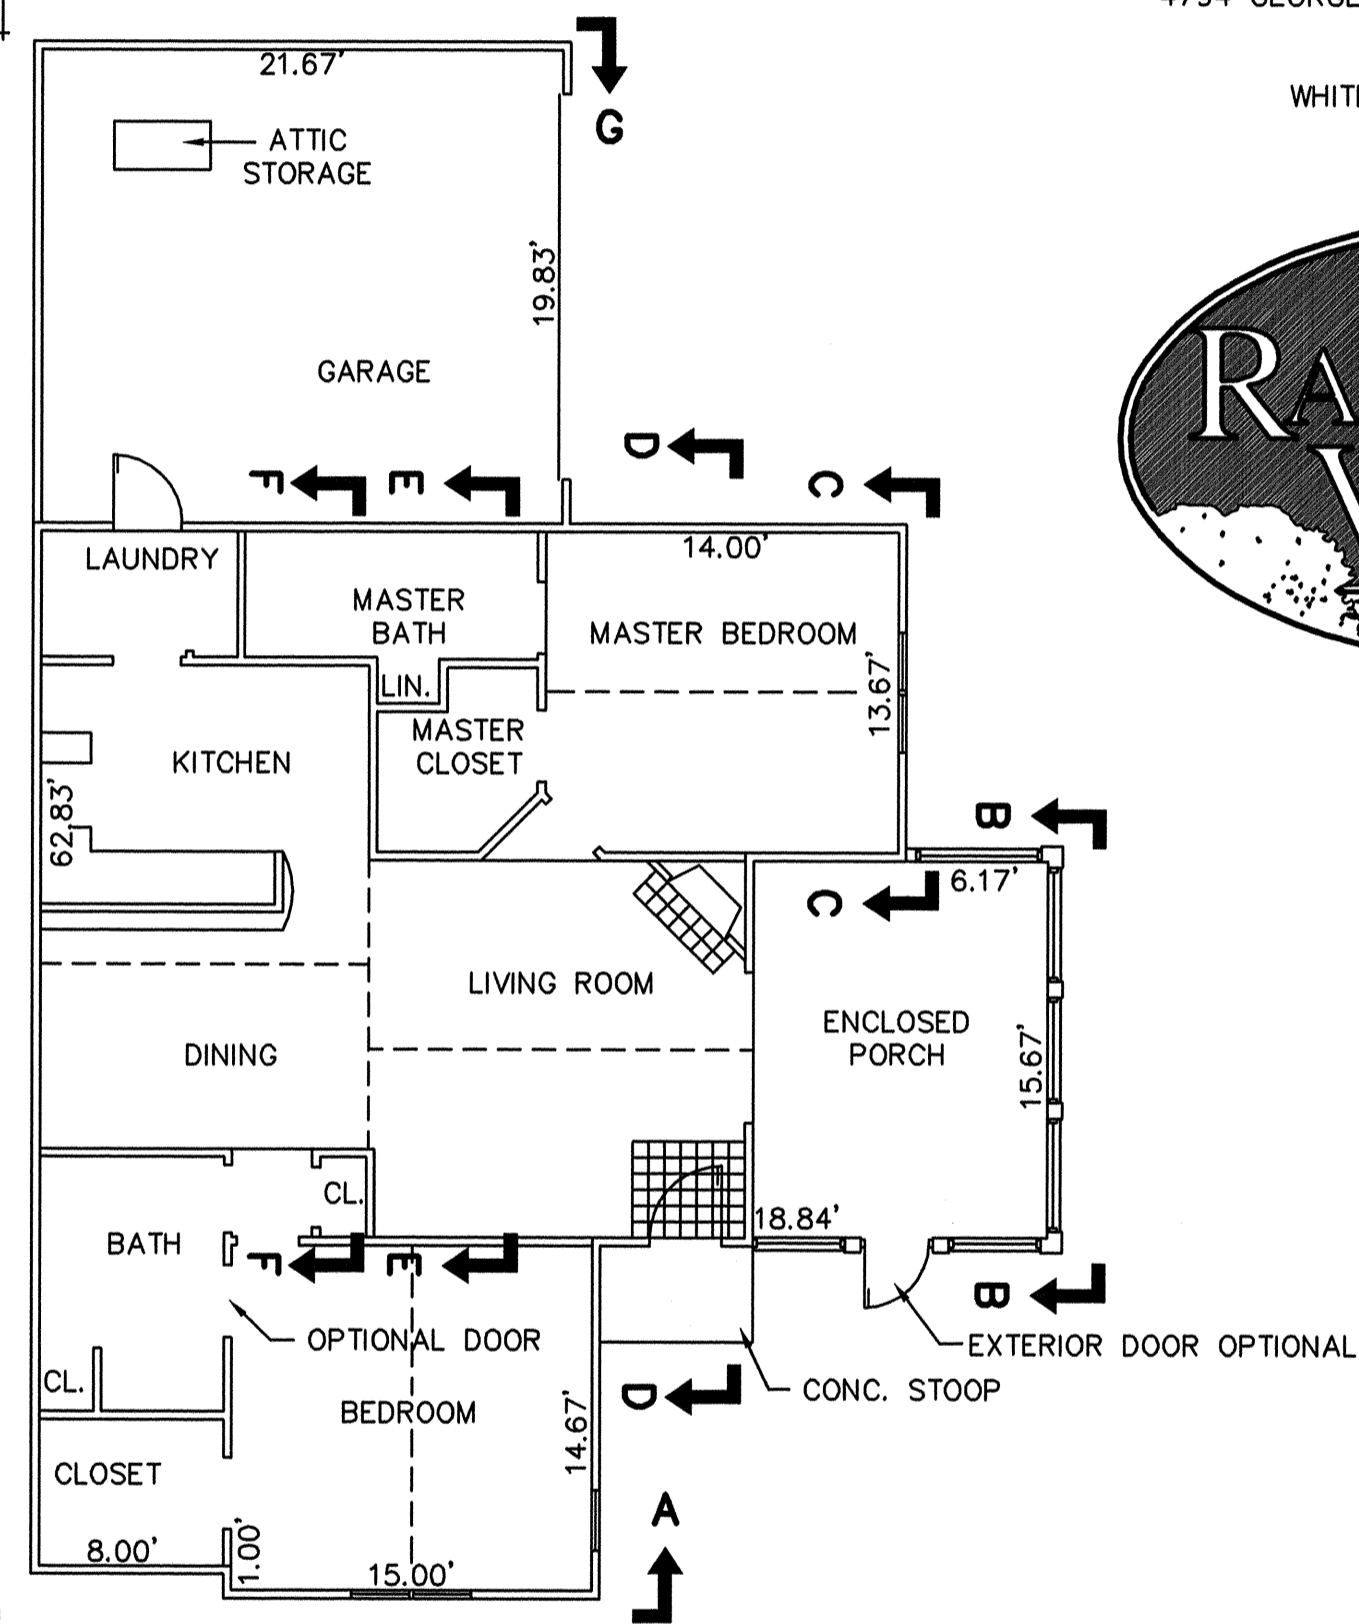 21.67'
G
WHIT
ATTIC
STORAGE
19.83'
RA
GARAGE
D
F
E
C
14.00'
LAUNDRY
MASTER
BATH
MASTER BEDROOM
LIN.
13.67'
MASTER
CLOSET
KITCHEN
62.83'
B
6.17'
C
LIVING ROOM
ENCLOSED
PORCH
15.67'
DINING
CL.
BATH
18.84'
F
E
B
OPTIONAL DOOR
EXTERIOR DOOR OPTIONAL
CL.
CONC. STOOP
D
BEDROOM
14.67'
CLOSET
A
8.00'
1.00'
15.00'